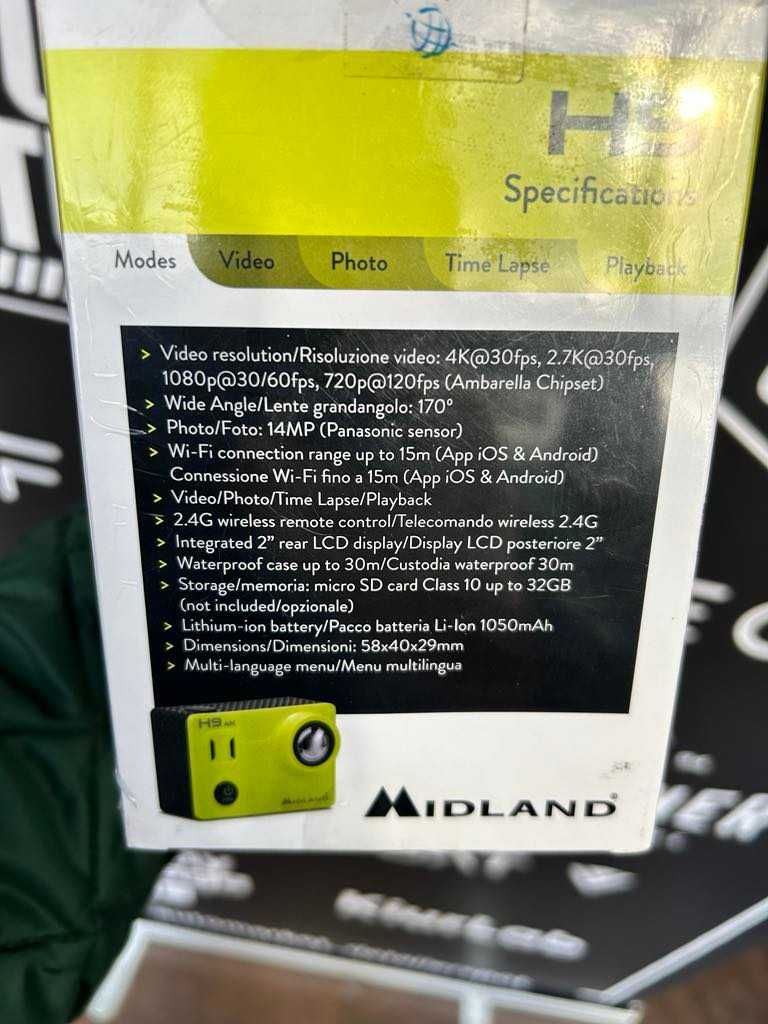 H9
Specifications
Modes Video Photo Time Lapse Playback
> Video resolution/Risoluzione video: 4K@30fps, 2.7K@30fps,
1080p@30/60fps, 720p@120fps (Ambarella Chipset)
> Wide Angle/Lente grandangolo: 170°
> Photo/Foto: 14MP (Panasonic sensor)
> Wi-Fi connection range up to 15m (App iOS & Android)
Connessione Wi-Fi fino a 15m (App iOS & Android)
> Video/Photo/Time Lapse/Playback
> 2.4G wireless remote control/Telecomando wireless 2.4G
> Integrated 2” rear LCD display/Display LCD posteriore 2”
> Waterproof case up to 30m/Custodia waterproof 30m
> Storage/memoria: micro SD card Class 10 up to 32GB
(not included/opzionale)
> Lithium-ion battery/Pacco batteria Li-Ion 1050mAh
> Dimensions/Dimensioni: 58x40x29mm
> Multi-language menu/Menu multilingua
H9 4K
MIDLAND
MIDLAND®